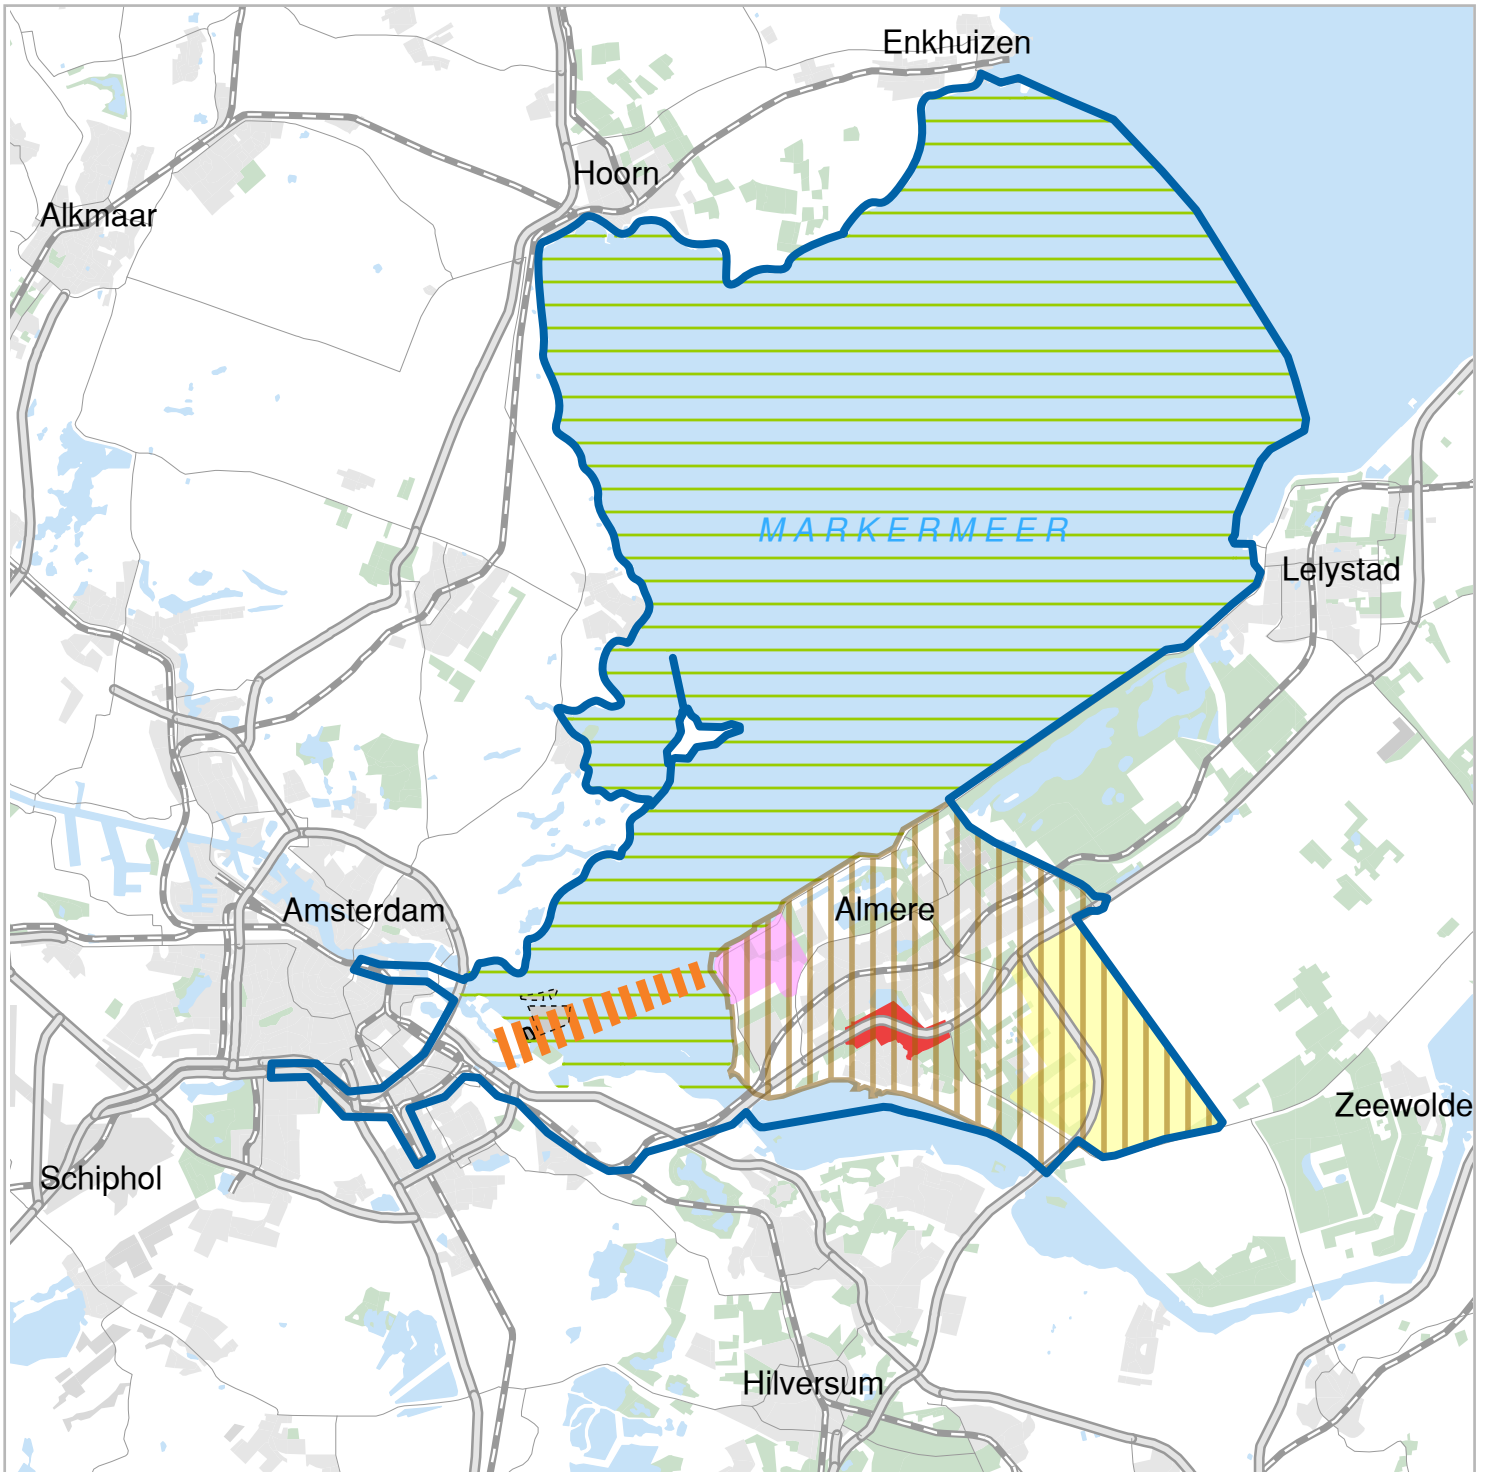 Enkhuizen
Hoorn
Alkmaar
MARKERMEER
Lelystad
Amsterdam
Almere
Zeewolde
Schiphol
Hilversum